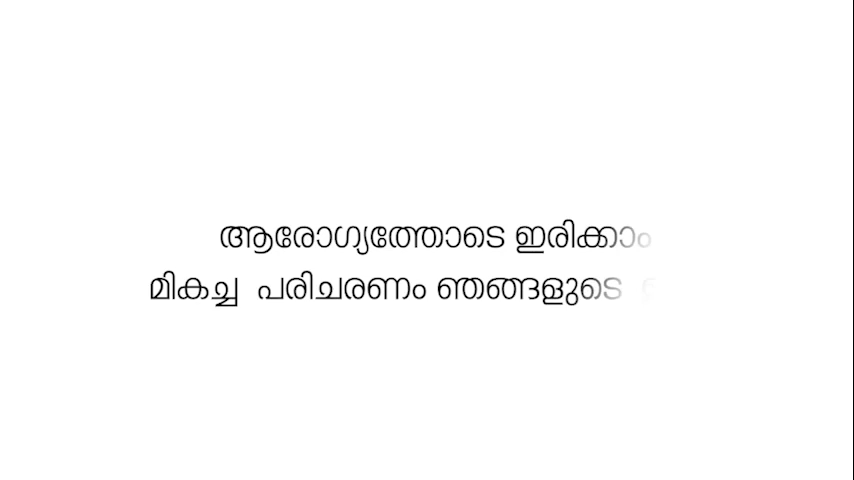 ആരോഗ്യത്തോടെ ഇരിക്കാം
മികച്ച പരിചരണം ഞങ്ങളുടെ